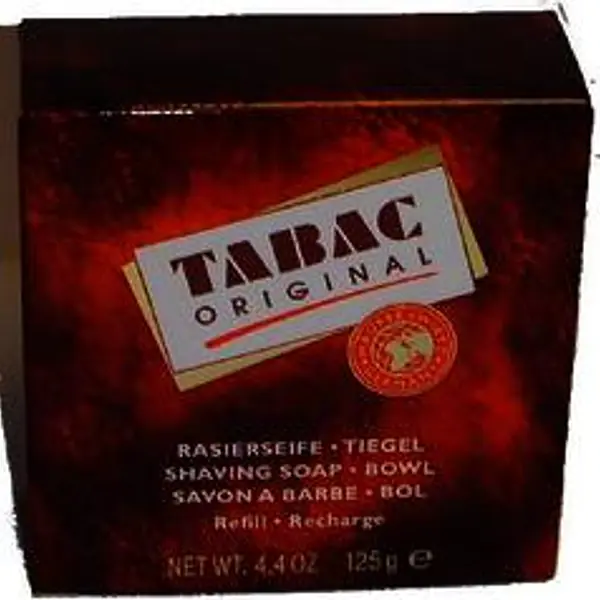 TABAC
ORIGINAL
RASIERSEIFE • TIEGEL
SHAVING SOAP • BOWL
SAVON A BARBE • BOL
Refill • Recharge
NET WT. 4.4 OZ 125 g ℮